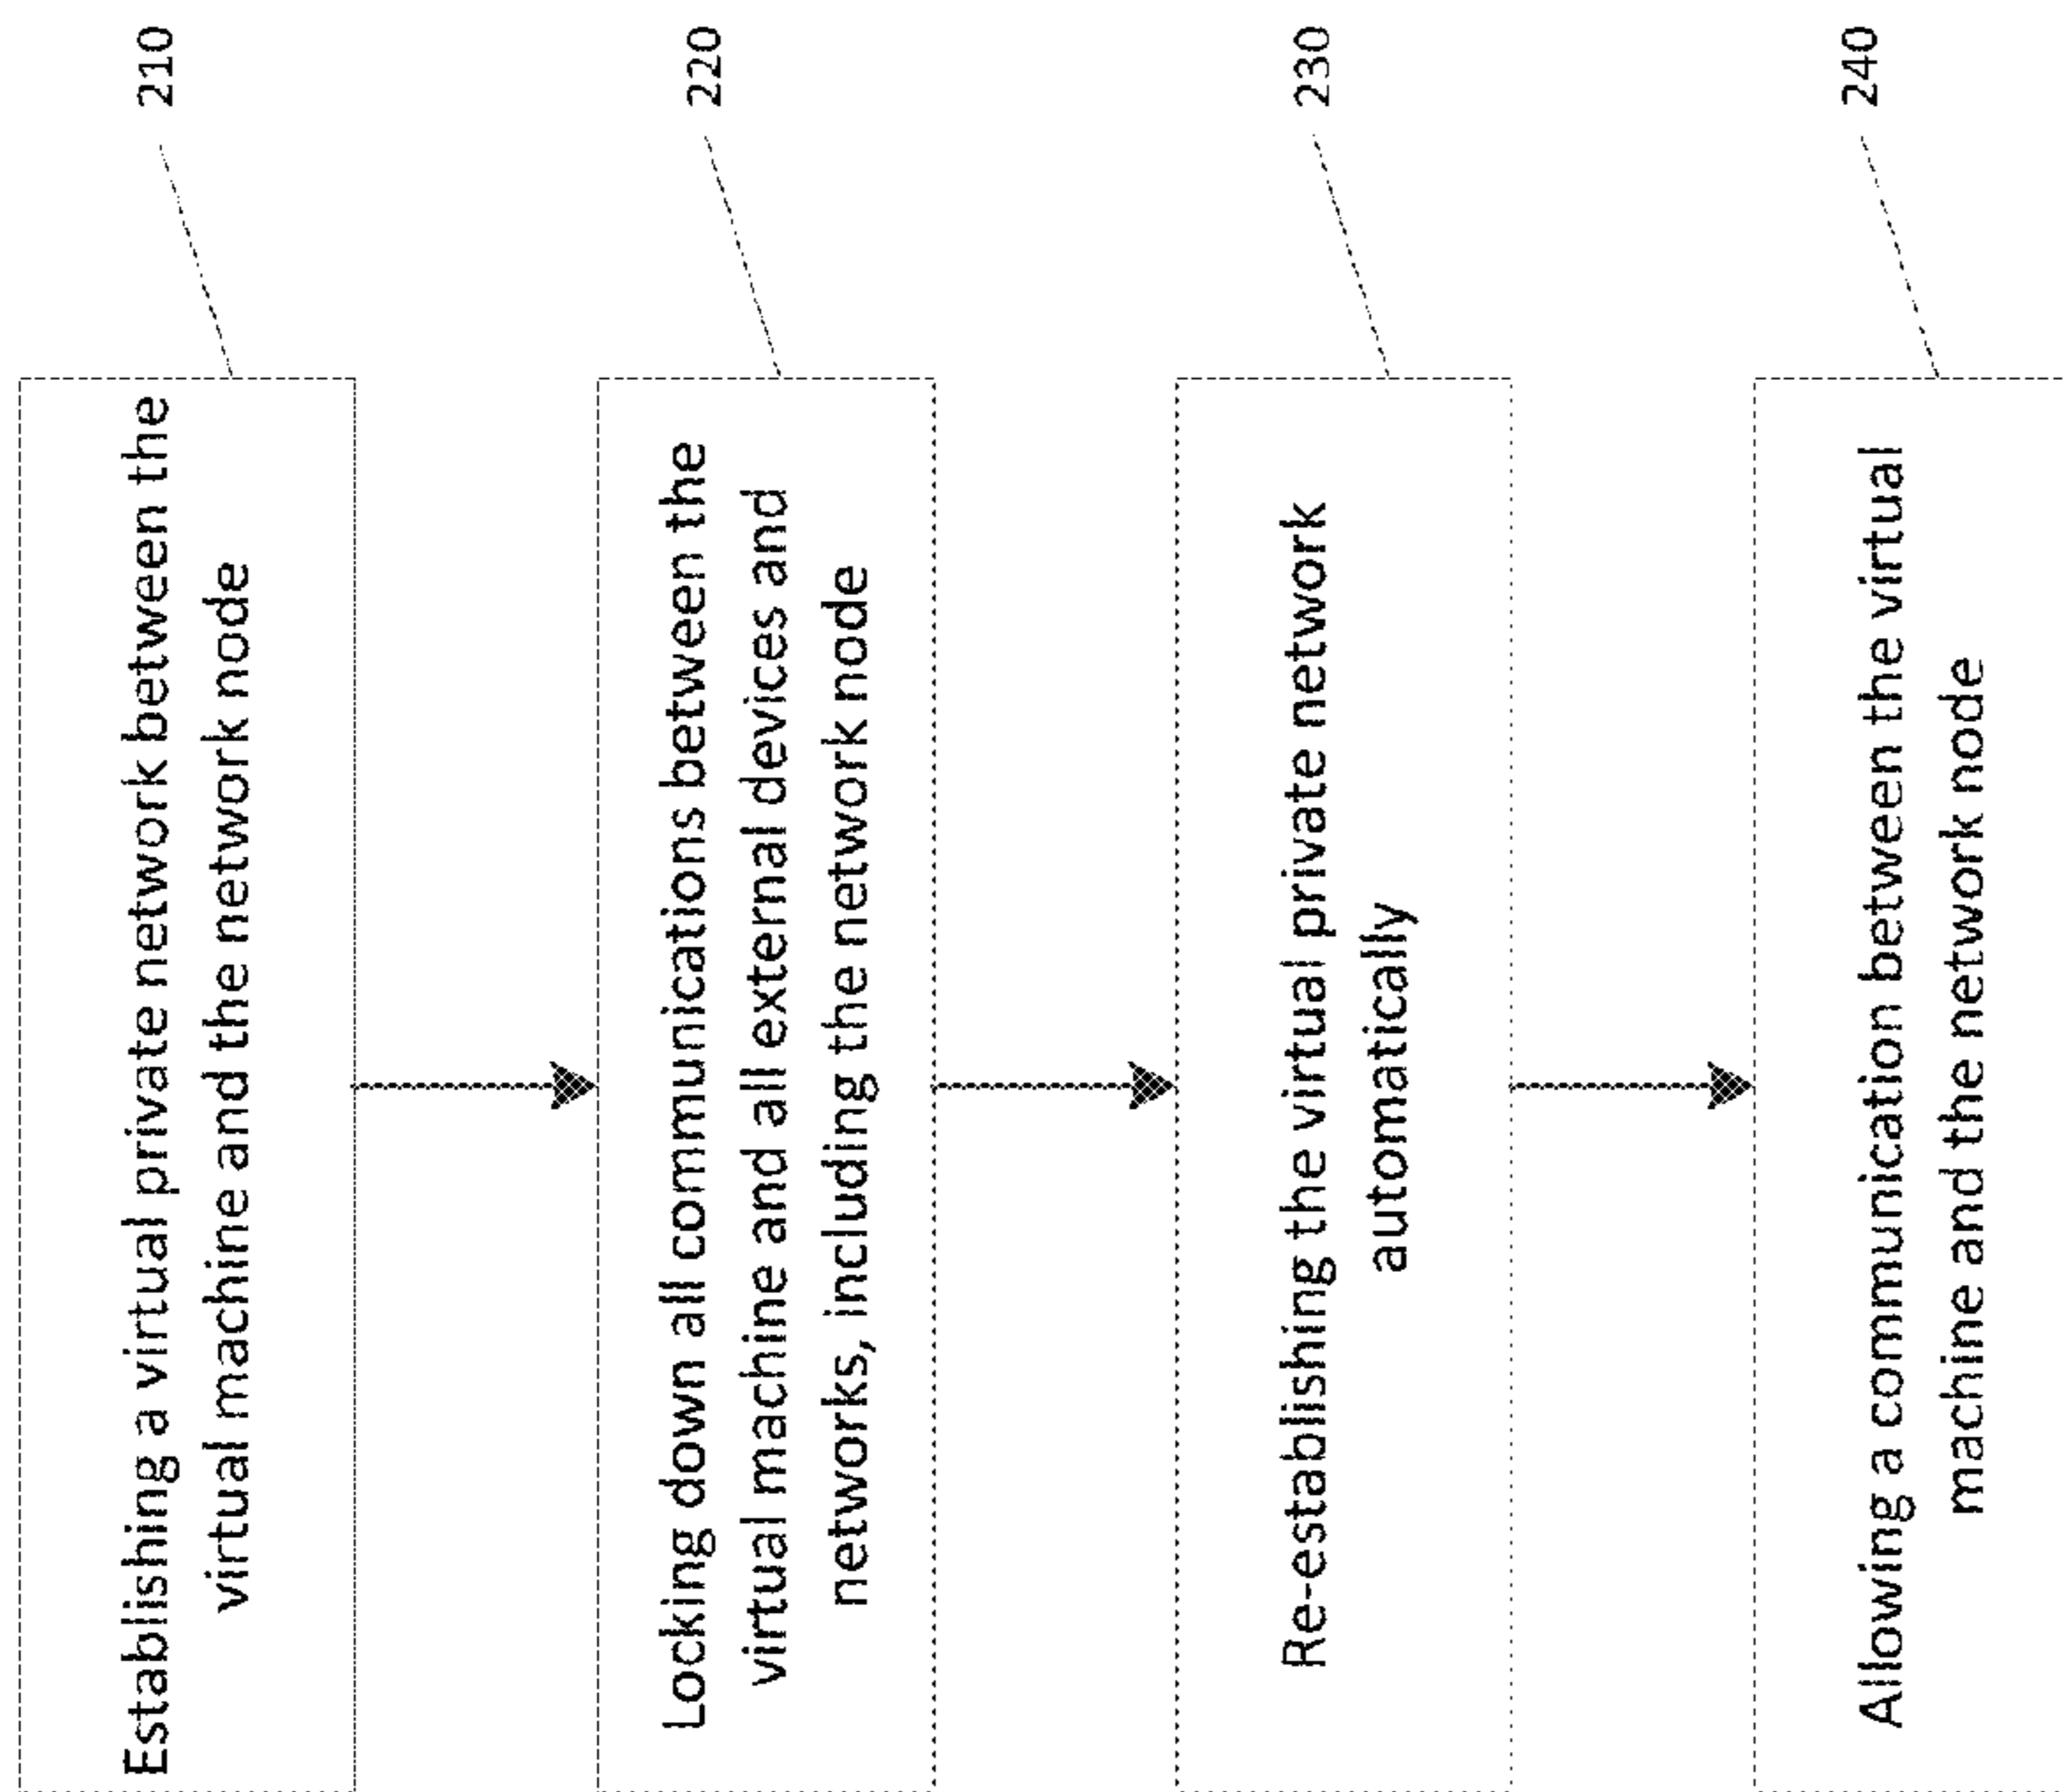 Establishing a virtual private network between the
virtual machine and the network node
210
Locking down all communications between the
virtual machine and all external devices and
networks, including the network node
220
Re-establishing the virtual private network
automatically
230
Allowing a communication between the virtual
machine and the network node
240